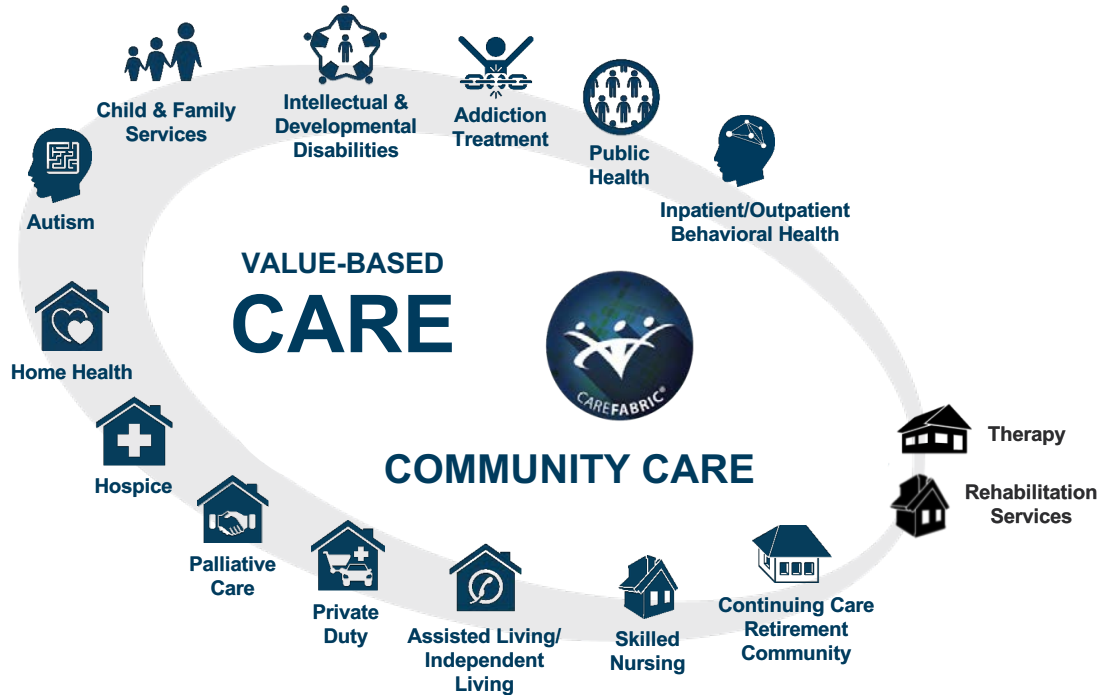 Child & Family
Services
Intellectual &
Developmental
Disabilities
Addiction
Treatment
Public
Health
Inpatient/Outpatient
Behavioral Health
Autism
VALUE-BASED
CARE
CAREFABRIC®
COMMUNITY CARE
Home Health
Hospice
Palliative
Care
Private
Duty
Assisted Living/
Independent
Living
Skilled
Nursing
Continuing Care
Retirement
Community
Therapy
Rehabilitation
Services